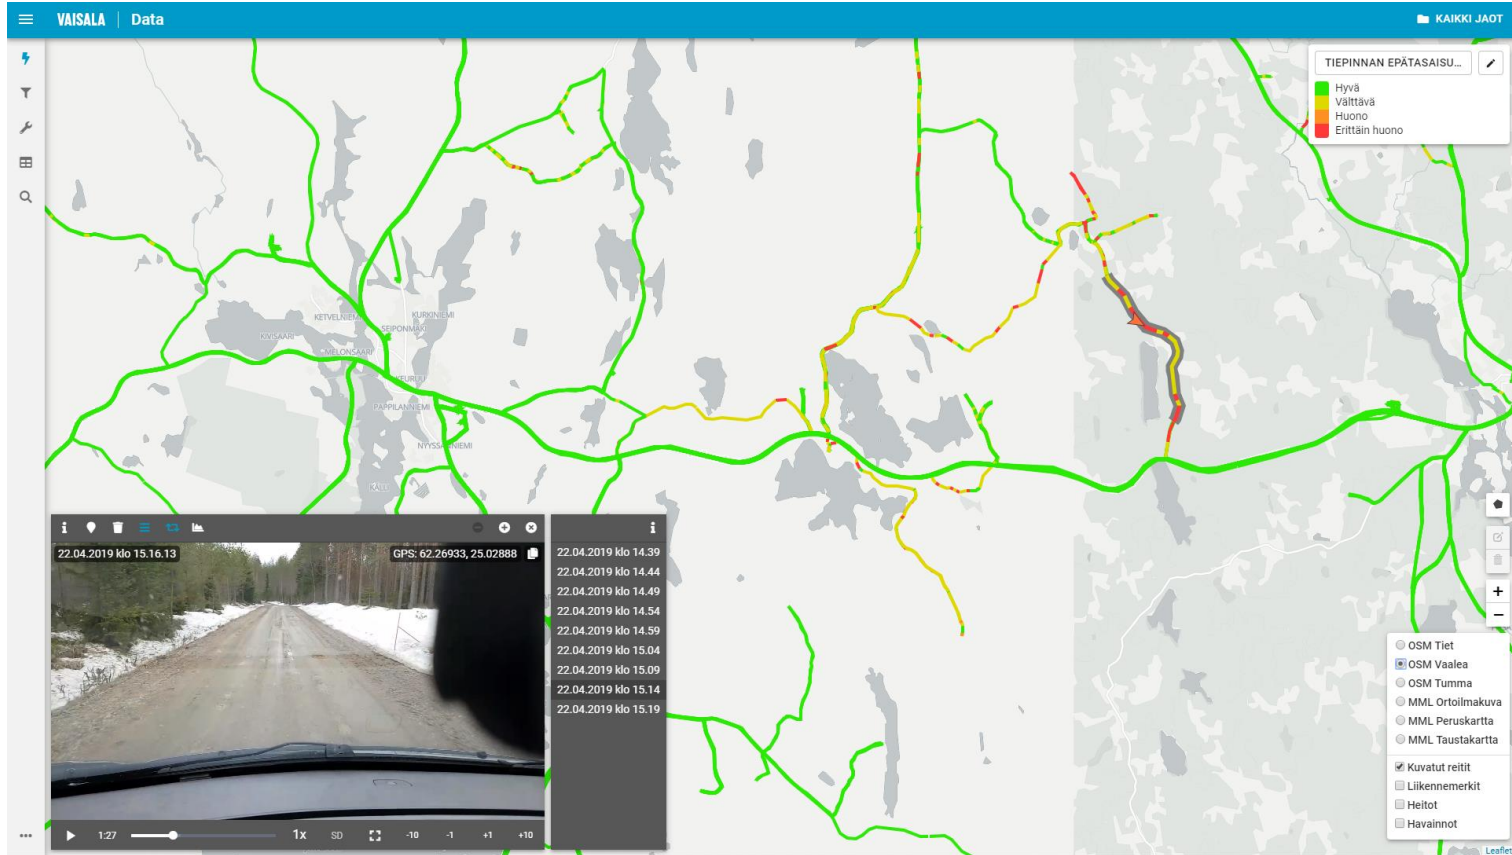 VAISALA
Data
KAIKKI JAOT
TIEPINNAN EPÄTASAISU...
Hyvä
Välttävä
Huono
Erittäin huono
KETVELNIEMI
KURKINIEMI
SEIPONMÄKI
KIVISAARI
MELONSAARI
PAPPILANNIEMI
22.04.2019 klo 15.16.13
GPS: 62.26933, 25.02888
22.04.2019 klo 14.39
22.04.2019 klo 14.44
22.04.2019 klo 14.49
22.04.2019 klo 14.54
22.04.2019 klo 14.59
22.04.2019 klo 15.04
22.04.2019 klo 15.09
22.04.2019 klo 15.14
22.04.2019 klo 15.19
1:27
1x
SD
-10
-1
+1
+10
+
−
OSM Tiet
OSM Vaalea
OSM Tumma
MML Ortoilmakuva
MML Peruskartta
MML Taustakartta
Kuvatut reitit
Liikennemerkit
Heitot
Havainnot
Leaflet